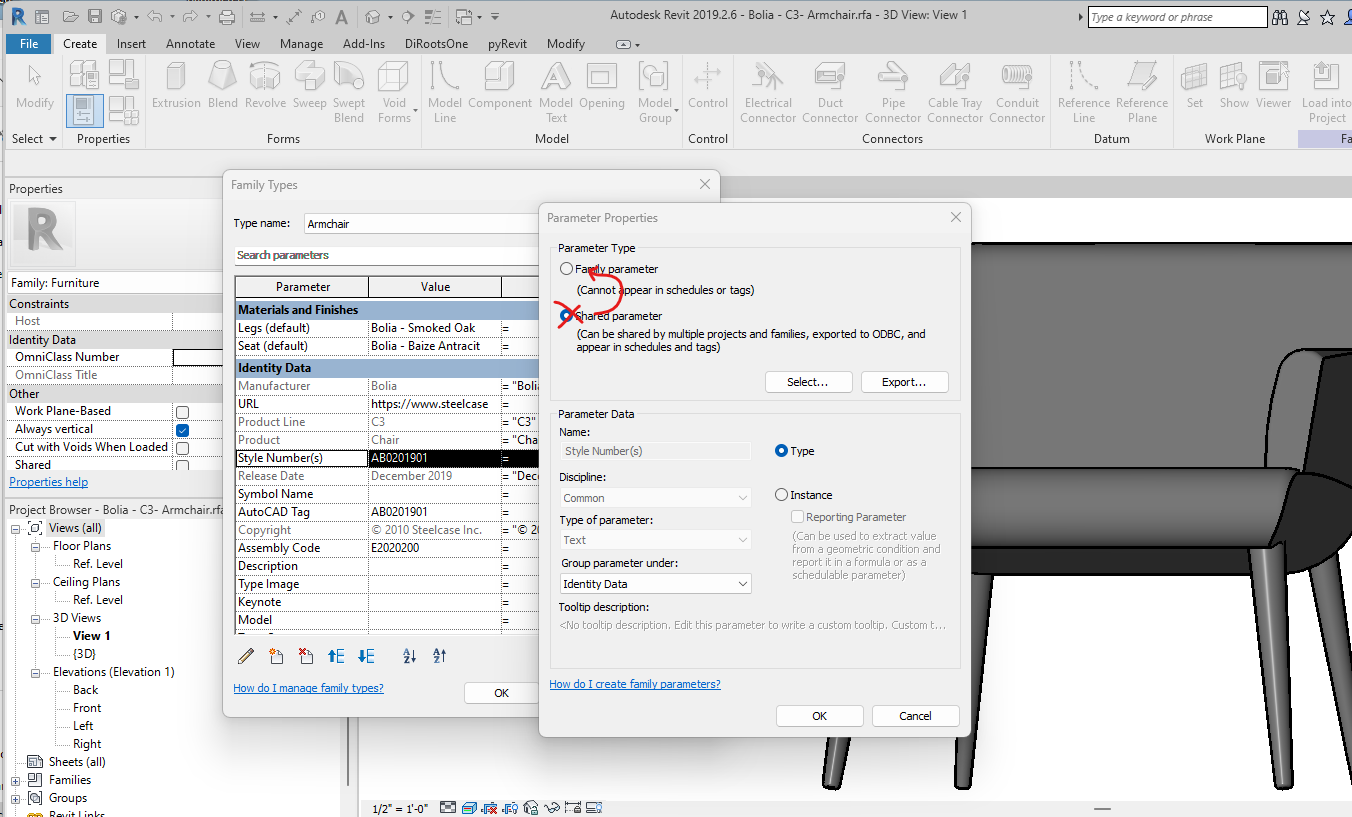 Autodesk Revit 2019.2.6 - Bolia - C3- Armchair.rfa - 3D View: View 1
Type a keyword or phrase
File Create Insert Annotate View Manage Add-Ins DiRootsOne pyRevit Modify
Modify
Extrusion Blend Revolve Sweep Swept Blend Void Forms
Model Line Component Model Text Opening Model Group
Control
Electrical Connector Duct Connector Pipe Connector Cable Tray Connector Conduit Connector
Reference Line Reference Plane
Set Show Viewer
Load into Project
Select Properties Forms Model Control Connectors Datum Work Plane Fa
Properties
R
Family: Furniture
Constraints
Host
Identity Data
OmniClass Number
OmniClass Title
Other
Work Plane-Based
Always vertical
Cut with Voids When Loaded
Shared
Properties help
Project Browser - Bolia - C3- Armchair.rfa
Views (all)
Floor Plans
Ref. Level
Ceiling Plans
Ref. Level
3D Views
View 1
{3D}
Elevations (Elevation 1)
Back
Front
Left
Right
Sheets (all)
Families
Groups
Revit Links
Family Types
Type name: Armchair
Search parameters
Parameter Value
Materials and Finishes
Legs (default) Bolia - Smoked Oak =
Seat (default) Bolia - Baize Antracit =
Identity Data
Manufacturer Bolia = "Bolia
URL https://www.steelcase =
Product Line C3 = "C3"
Product Chair = "Cha
Style Number(s) AB0201901 =
Release Date December 2019 = "Dec
Symbol Name =
AutoCAD Tag AB0201901 =
Copyright © 2010 Steelcase Inc. = "© 20
Assembly Code E2020200 =
Description =
Type Image =
Keynote =
Model =
How do I manage family types?
OK
Parameter Properties
Parameter Type
Family parameter
(Cannot appear in schedules or tags)
Shared parameter
(Can be shared by multiple projects and families, exported to ODBC, and
appear in schedules and tags)
Select... Export...
Parameter Data
Name:
Style Number(s)
Type
Discipline:
Common
Instance
Type of parameter:
Text
Reporting Parameter
(Can be used to extract value
from a geometric condition and
report it in a formula or as a
schedulable parameter)
Group parameter under:
Identity Data
Tooltip description:
<No tooltip description. Edit this parameter to write a custom tooltip. Custom t...
How do I create family parameters?
OK Cancel
1/2" = 1'-0"